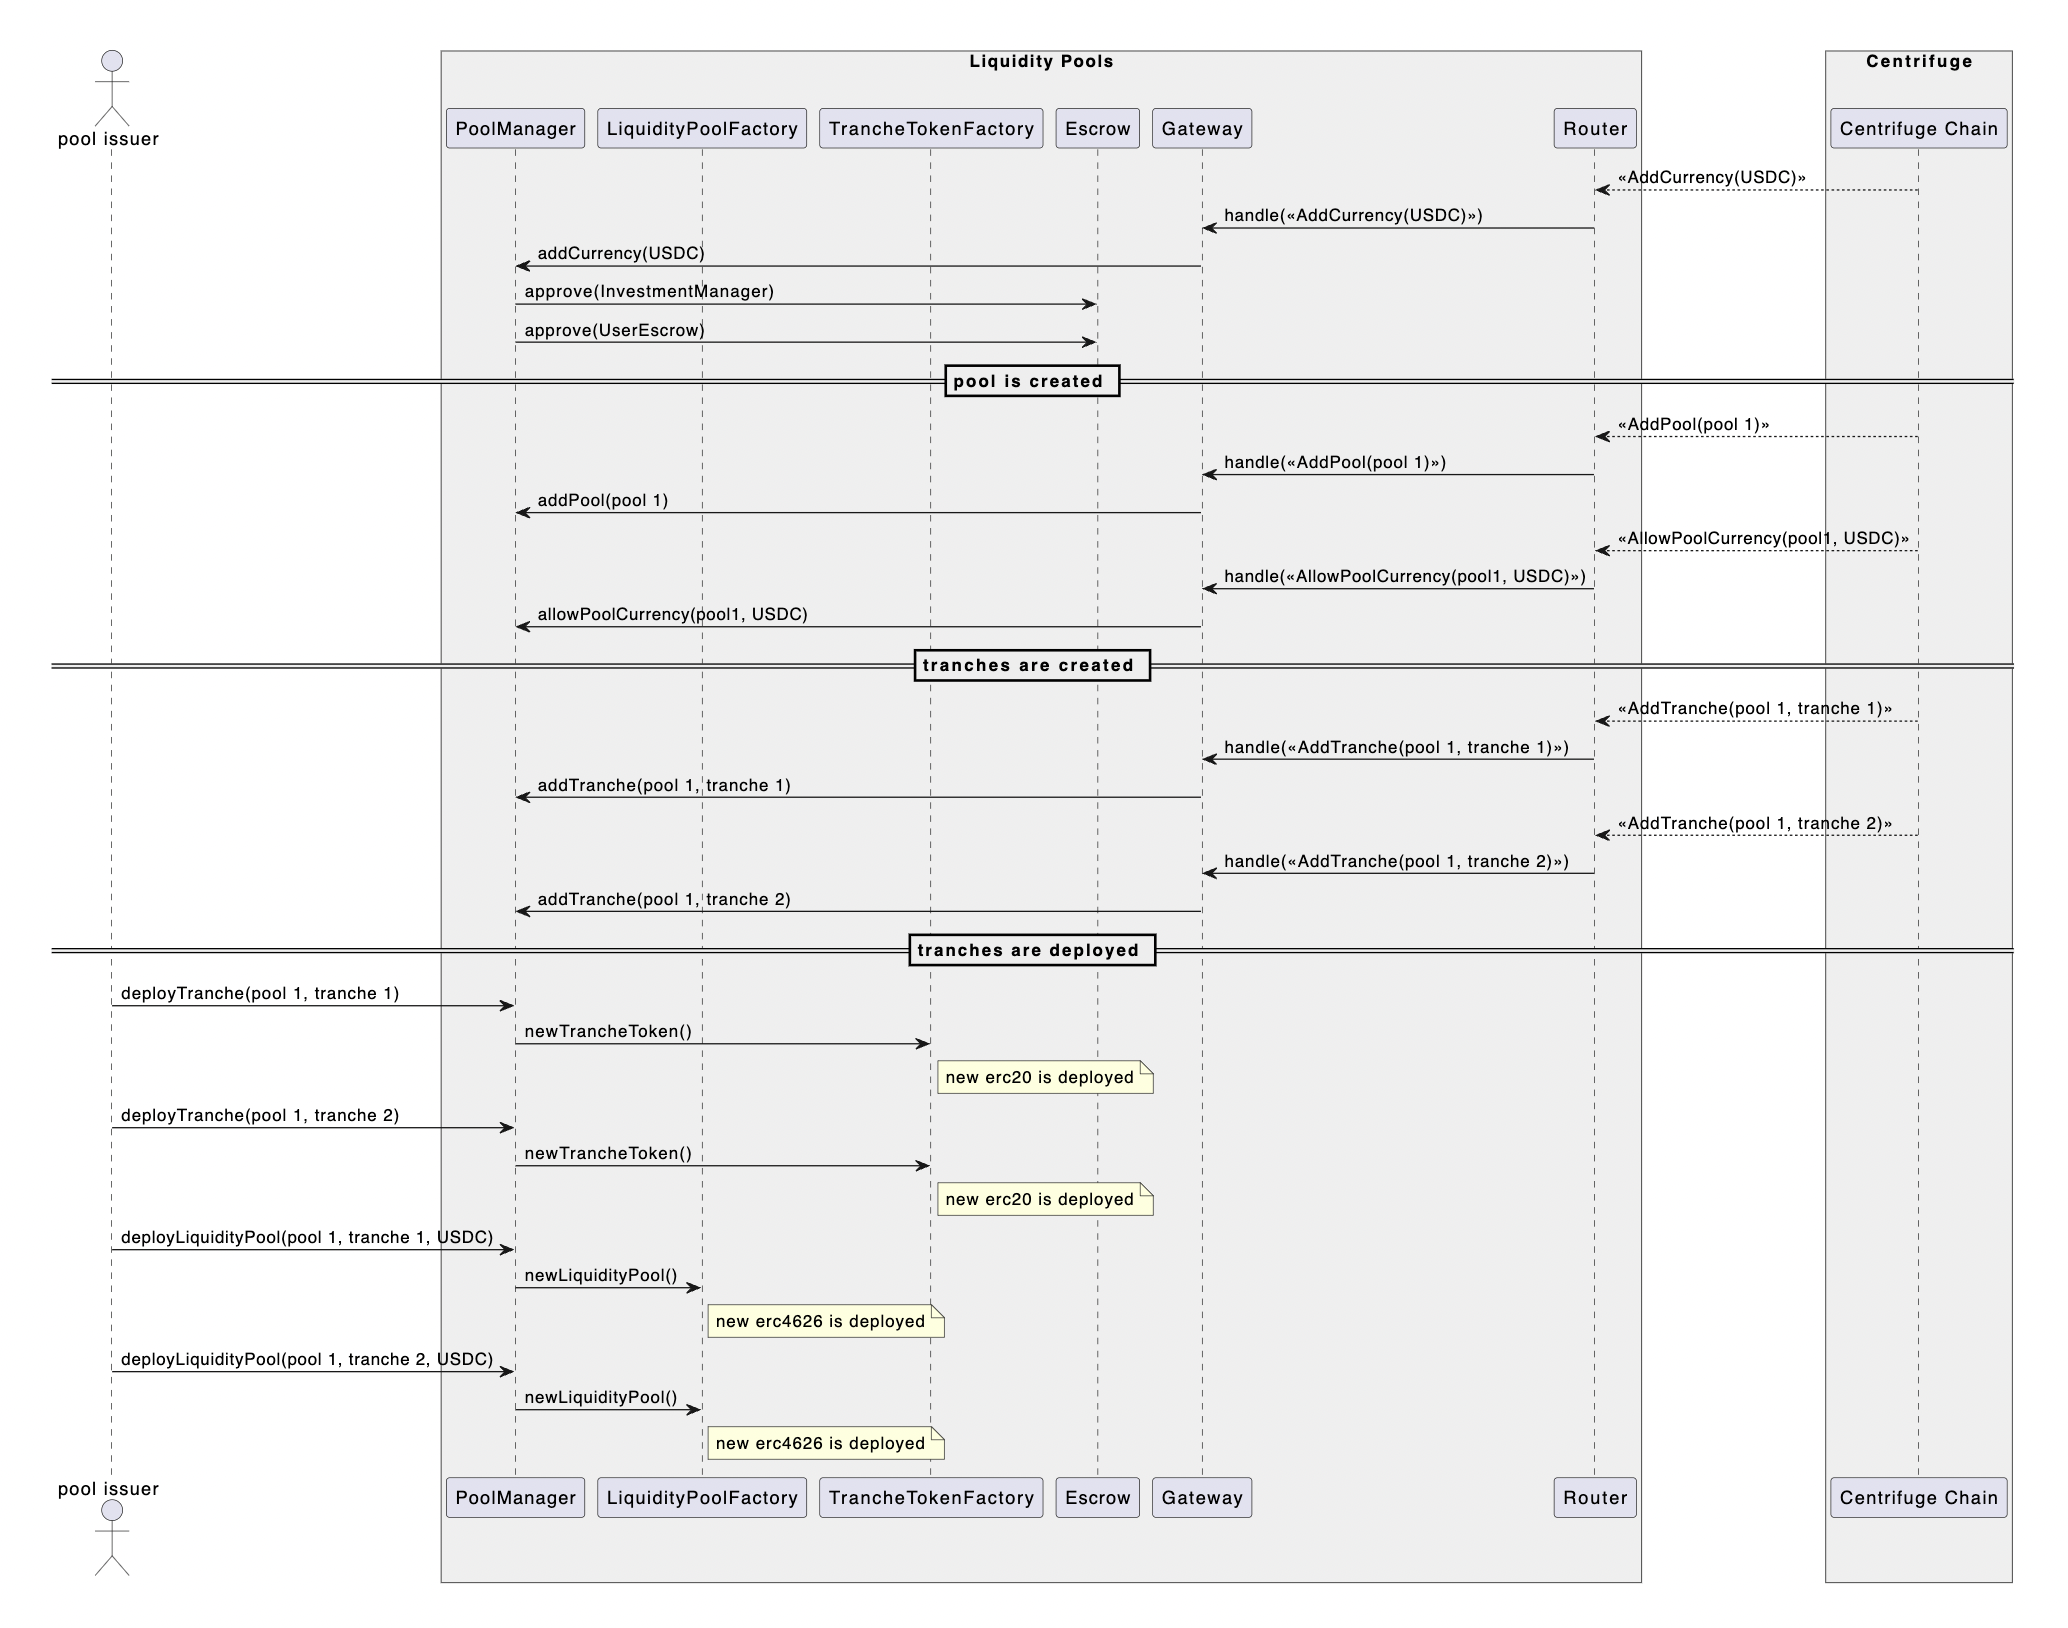 Liquidity Pools
Centrifuge
pool issuer
PoolManager
LiquidityPoolFactory
TrancheTokenFactory
Escrow
Gateway
Router
Centrifuge Chain
«AddCurrency(USDC)»
handle(«AddCurrency(USDC)»)
addCurrency(USDC)
approve(InvestmentManager)
approve(UserEscrow)
pool is created
«AddPool(pool 1)»
handle(«AddPool(pool 1)»)
addPool(pool 1)
«AllowPoolCurrency(pool1, USDC)»
handle(«AllowPoolCurrency(pool1, USDC)»)
allowPoolCurrency(pool1, USDC)
tranches are created
«AddTranche(pool 1, tranche 1)»
handle(«AddTranche(pool 1, tranche 1)»)
addTranche(pool 1, tranche 1)
«AddTranche(pool 1, tranche 2)»
handle(«AddTranche(pool 1, tranche 2)»)
addTranche(pool 1, tranche 2)
tranches are deployed
deployTranche(pool 1, tranche 1)
newTrancheToken()
new erc20 is deployed
deployTranche(pool 1, tranche 2)
newTrancheToken()
new erc20 is deployed
deployLiquidityPool(pool 1, tranche 1, USDC)
newLiquidityPool()
new erc4626 is deployed
deployLiquidityPool(pool 1, tranche 2, USDC)
newLiquidityPool()
new erc4626 is deployed
pool issuer
PoolManager
LiquidityPoolFactory
TrancheTokenFactory
Escrow
Gateway
Router
Centrifuge Chain